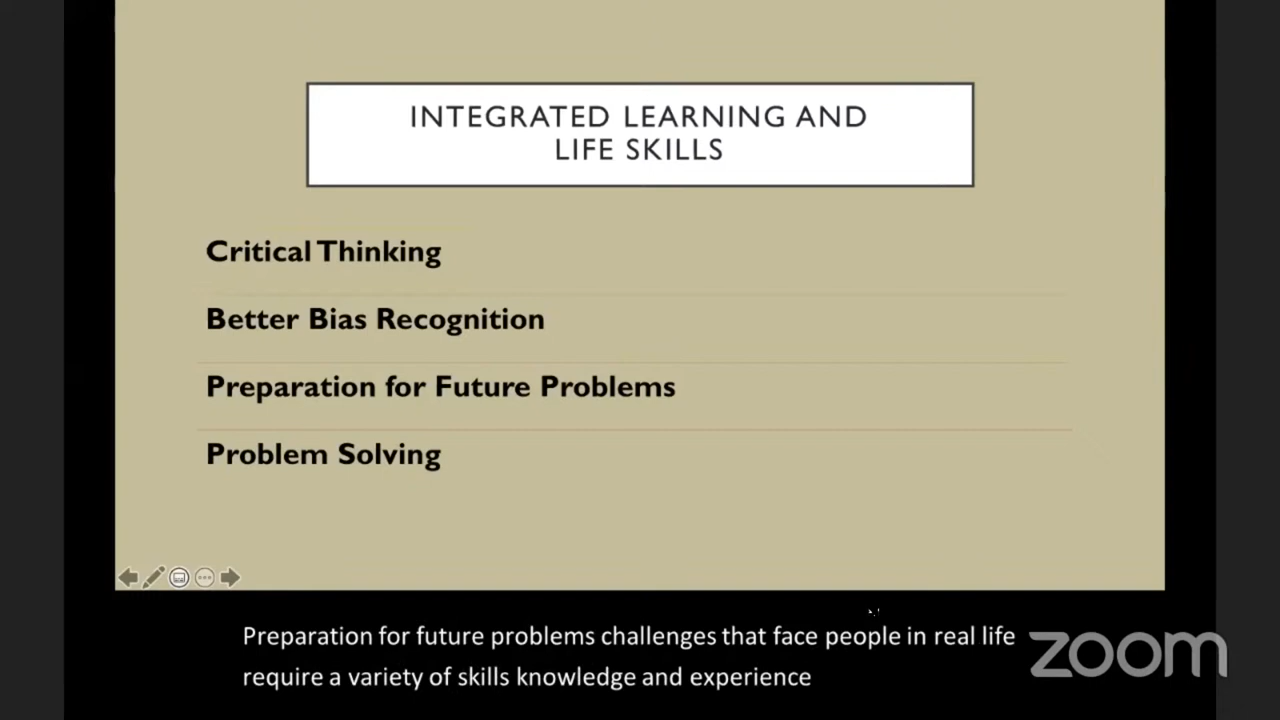 INTEGRATED LEARNING AND
LIFE SKILLS
Critical Thinking
Better Bias Recognition
Preparation for Future Problems
Problem Solving
Preparation for future problems challenges that face people in real life
require a variety of skills knowledge and experience
zoom